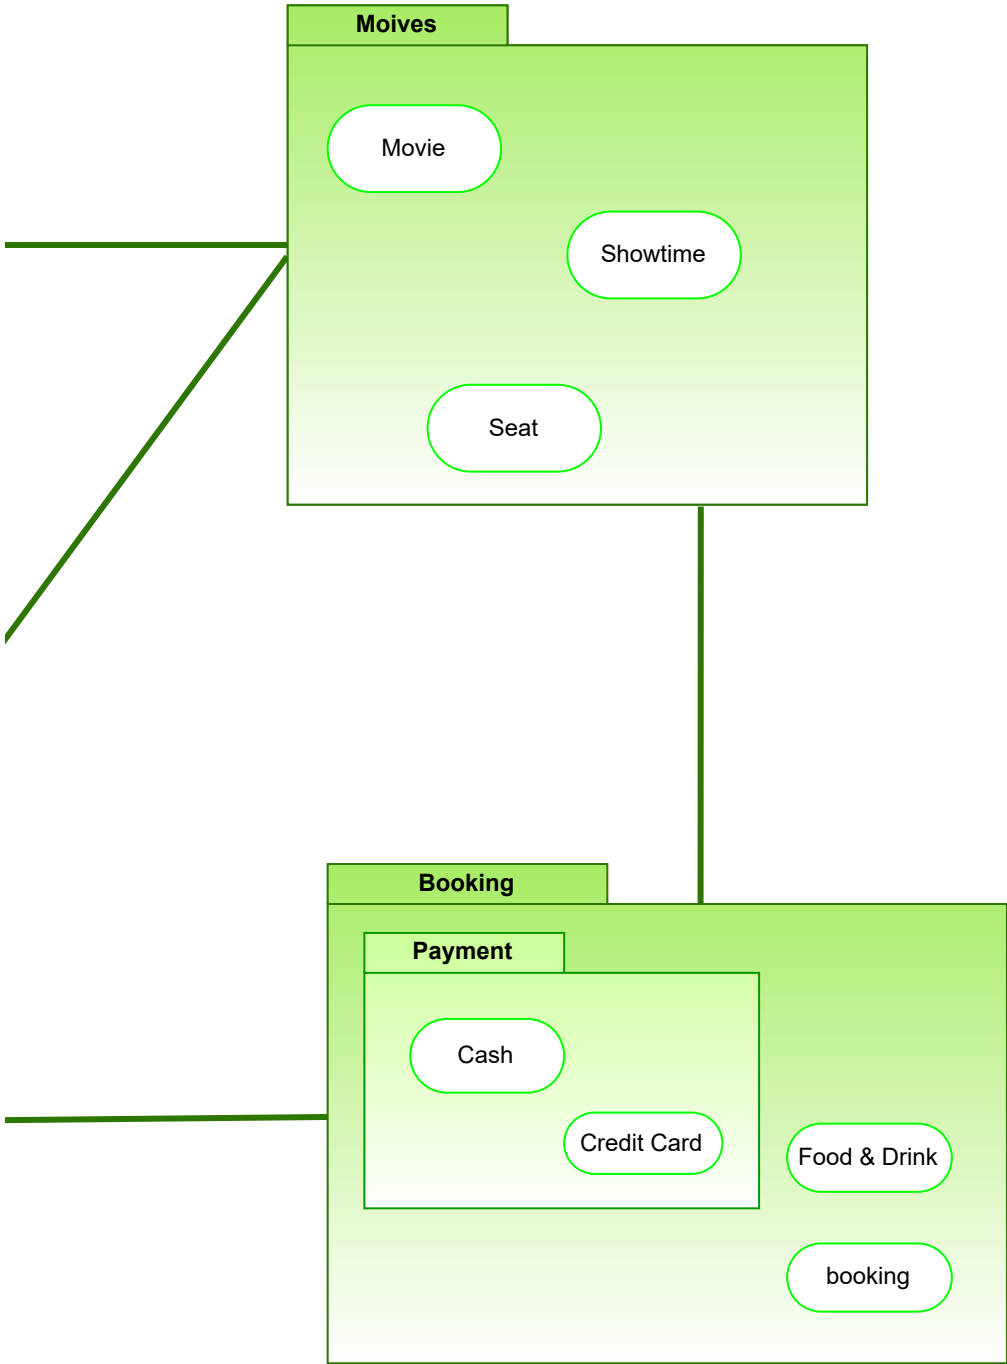 Moives
Movie
Showtime
Seat
Booking
Payment
Cash
Credit Card
Food & Drink
booking